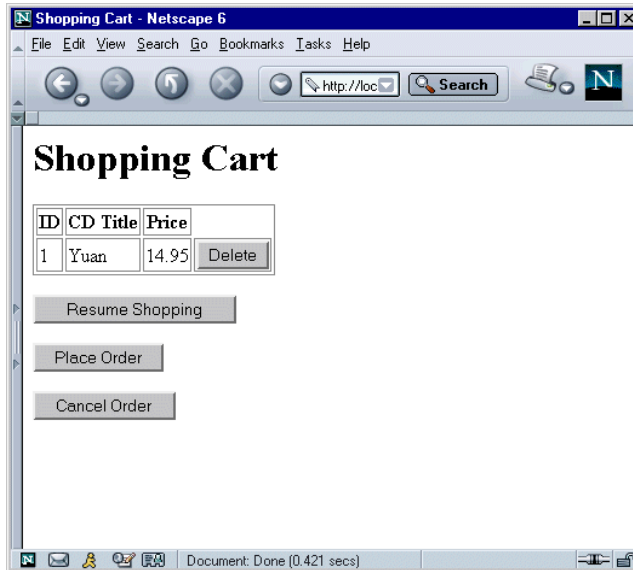 Shopping Cart - Netscape 6
File Edit View Search Go Bookmarks Tasks Help
http://loc Search N
Shopping Cart
ID CD Title Price
1 Yuan 14.95 Delete
Resume Shopping
Place Order
Cancel Order
Document: Done (0.421 secs)